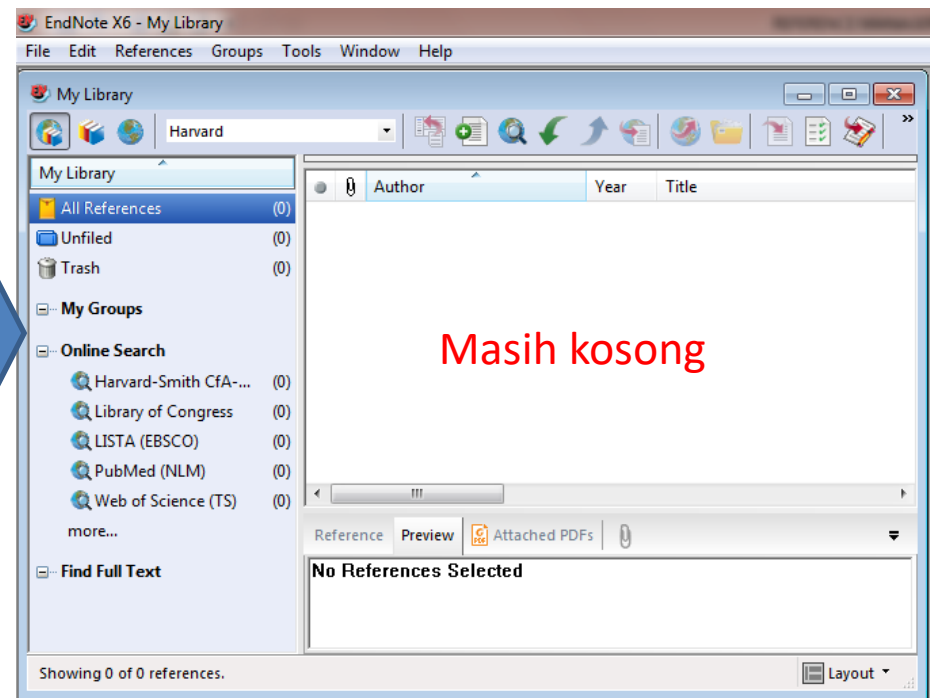 EndNote X6 - My Library
File Edit References Groups Tools Window Help
My Library
Harvard
»
My Library
All References (0)
Unfiled (0)
Trash (0)
My Groups
Online Search
Harvard-Smith CfA-... (0)
Library of Congress (0)
LISTA (EBSCO) (0)
PubMed (NLM) (0)
Web of Science (TS) (0)
more...
Find Full Text
Author Year Title
Masih kosong
Reference Preview Attached PDFs
No References Selected
Showing 0 of 0 references.
Layout